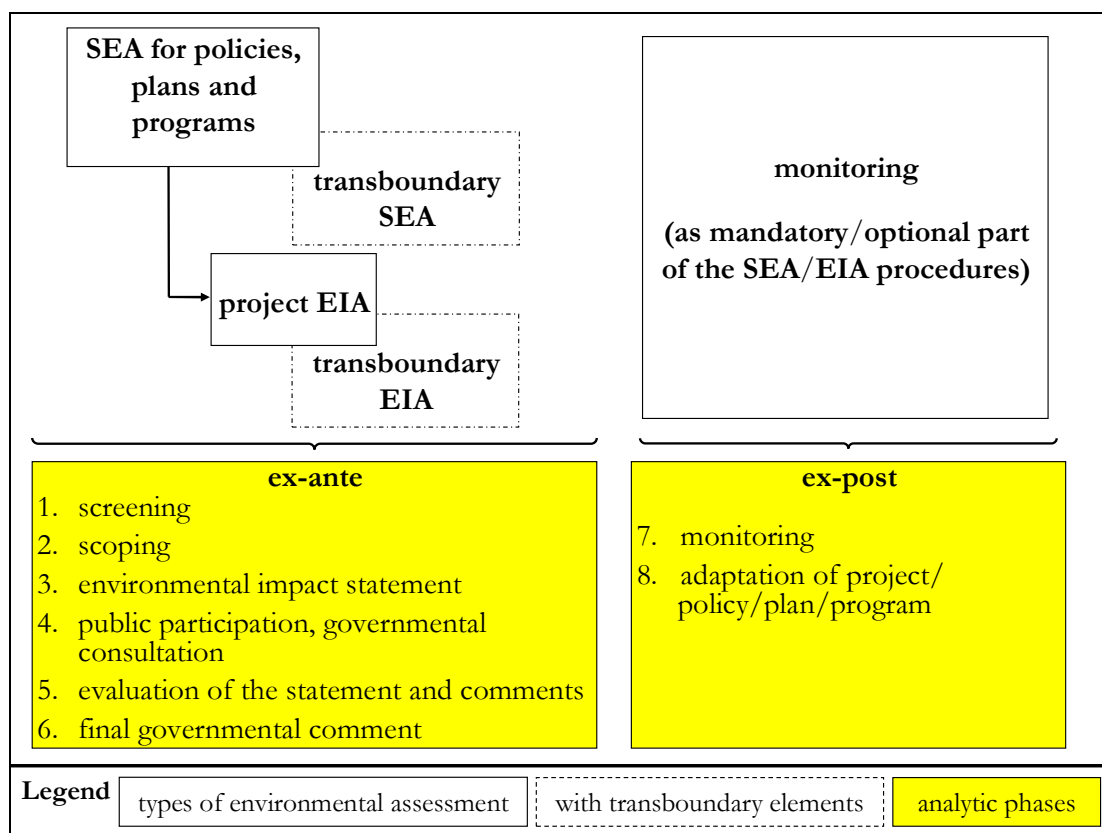 SEA for policies,
plans and
programs
transboundary
SEA
project EIA
transboundary
EIA
monitoring
(as mandatory/optional part
of the SEA/EIA procedures)
ex-ante
1. screening
2. scoping
3. environmental impact statement
4. public participation, governmental
consultation
5. evaluation of the statement and comments
6. final governmental comment
ex-post
7. monitoring
8. adaptation of project/
policy/plan/program
Legend
types of environmental assessment
with transboundary elements
analytic phases